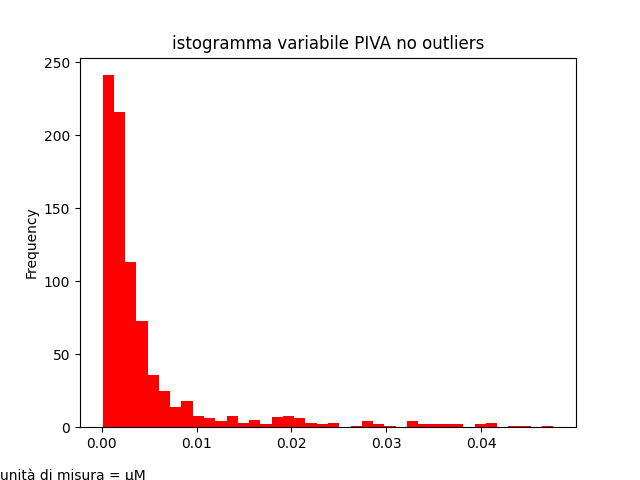 istogramma variabile PIVA no outliers
250
200
150
100
50
0
Frequency
0.00 0.01 0.02 0.03 0.04
unità di misura = μM